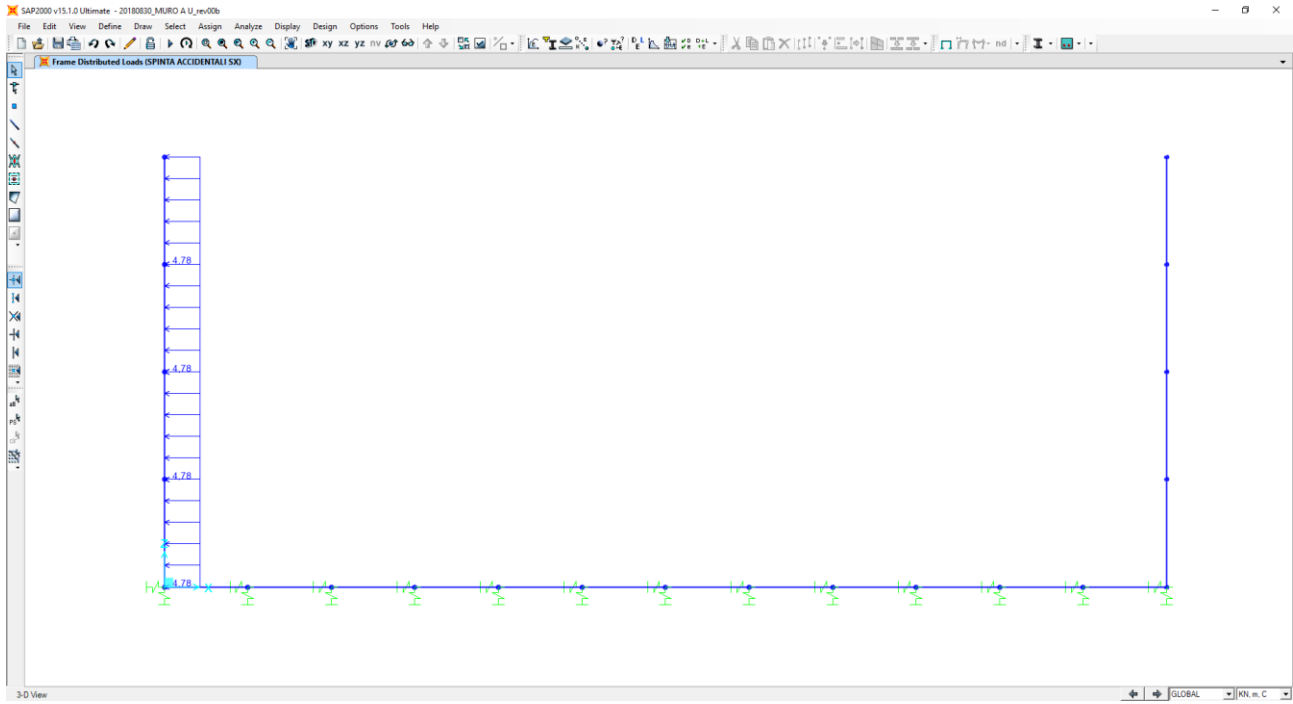 SAP2000 v15.1.0 Ultimate - 20180830_MURO A U_rev00b
File Edit View Define Draw Select Assign Analyze Display Design Options Tools Help
xy xz yz nv nd
Frame Distributed Loads (SPINTA ACCIDENTALI SX)
4.78
4.78
4.78
4.78
Z
X
3-D View
GLOBAL
KN, m, C